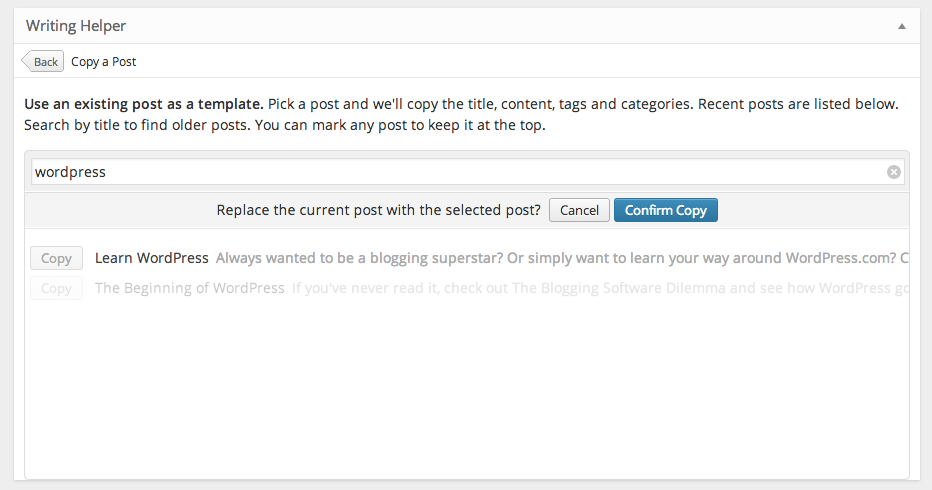 Writing Helper
Back Copy a Post
Use an existing post as a template. Pick a post and we'll copy the title, content, tags and categories. Recent posts are listed below.
Search by title to find older posts. You can mark any post to keep it at the top.
wordpress
Replace the current post with the selected post? Cancel Confirm Copy
Copy Learn WordPress Always wanted to be a blogging superstar? Or simply want to learn your way around WordPress.com? C
Copy The Beginning of WordPress If you've never read it, check out The Blogging Software Dilemma and see how WordPress go